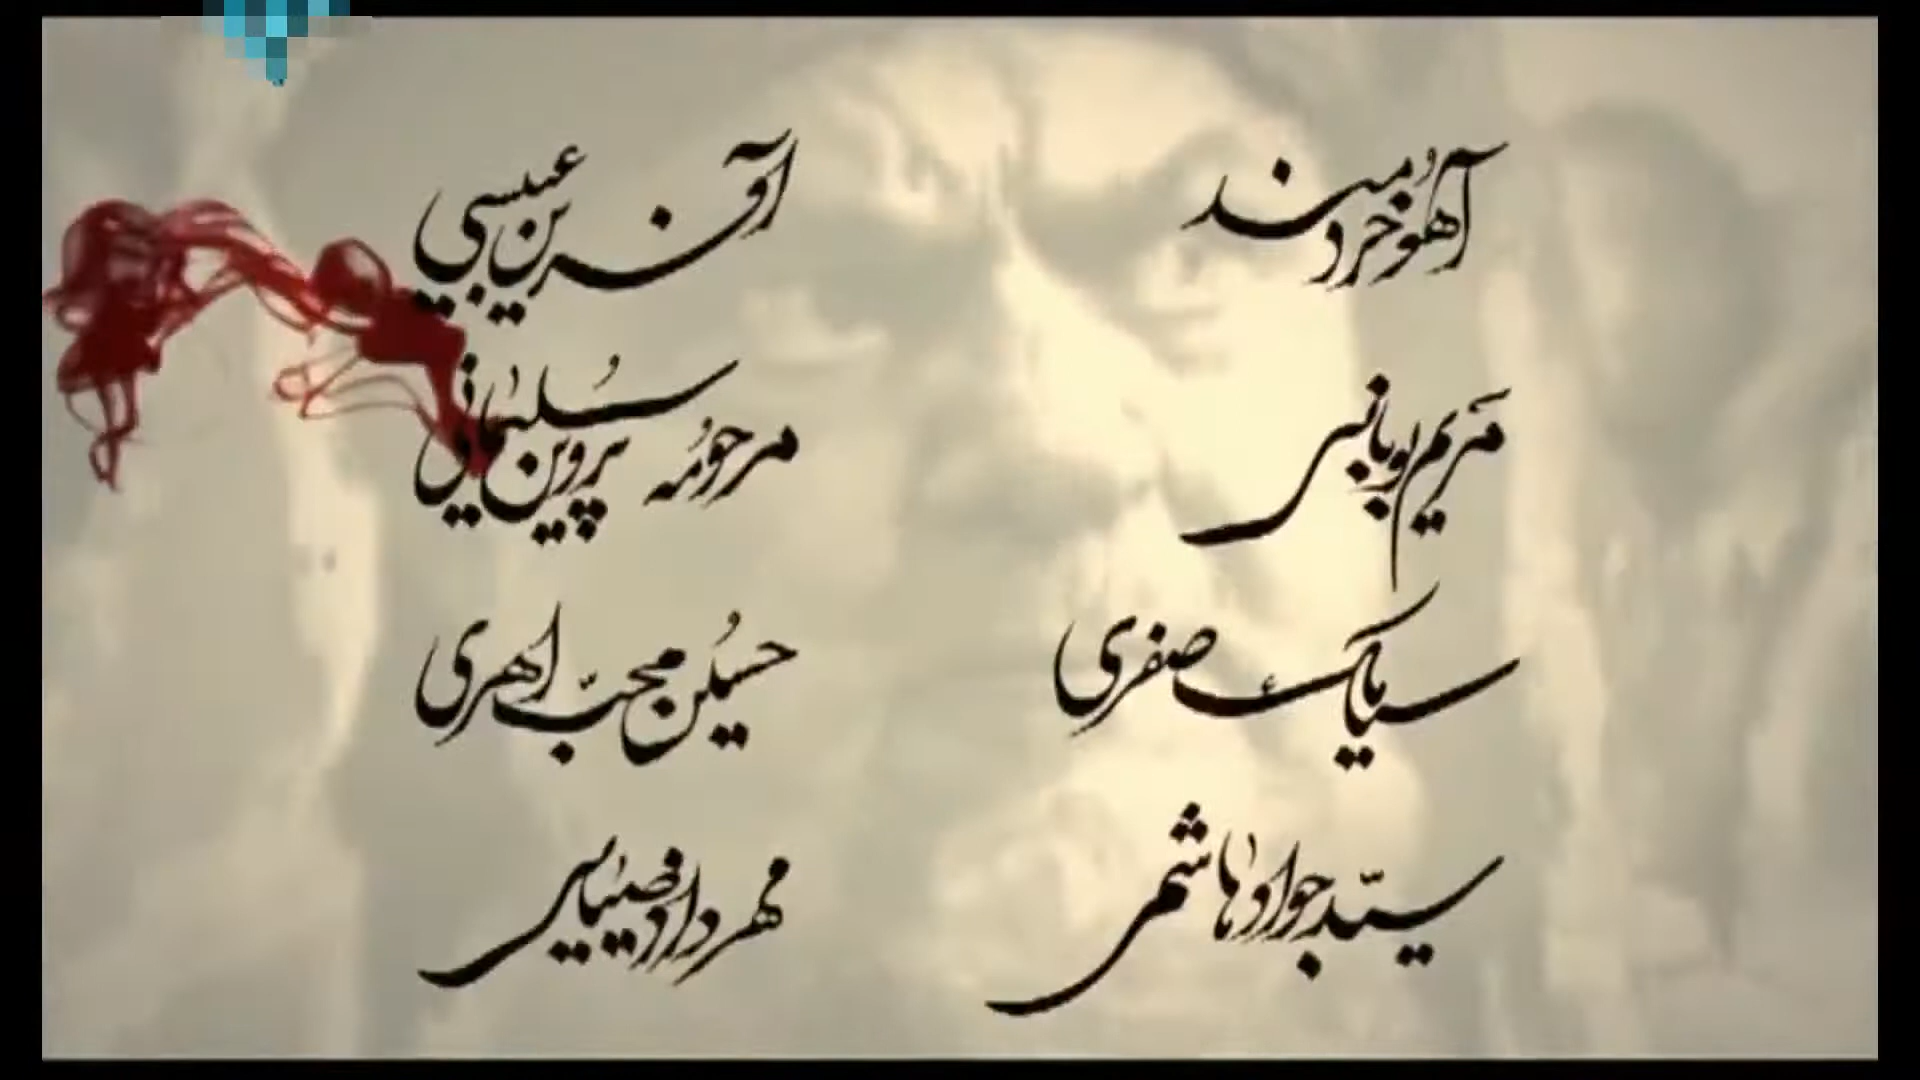 آهو خردمند
آفرین عبیسی
مریم بوبانی
مرحومه پروین سلیمانی
سیامک صفری
حسین محب اهری
سید جواد هاشمی
مهرداد ضیایی